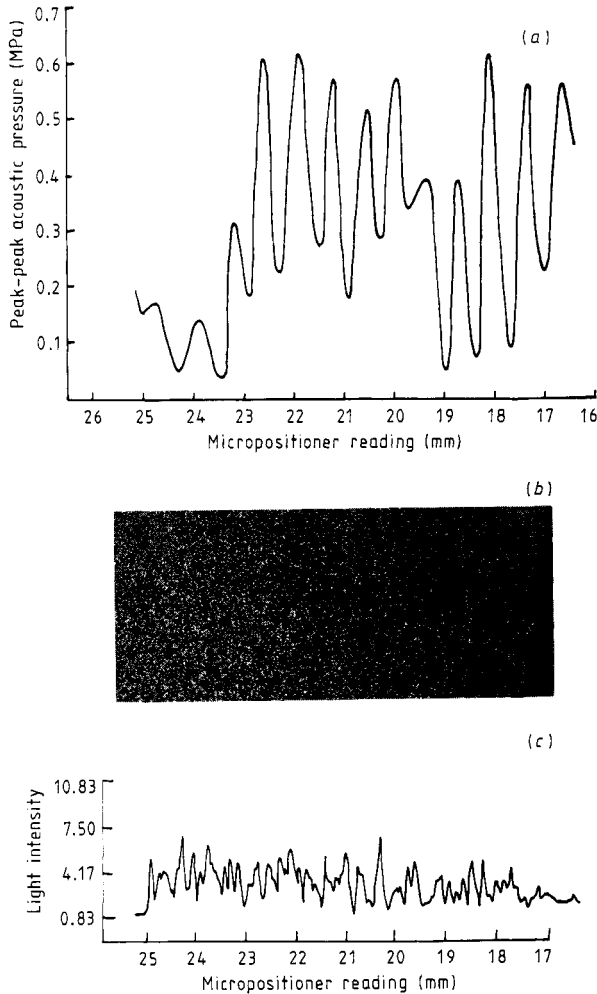 (a)
Peak-peak acoustic pressure (MPa)
0.7
0.6
0.5
0.4
0.3
0.2
0.1
26 25 24 23 22 21 20 19 18 17 16
Micropositioner reading (mm)
(b)
(c)
Light intensity
10.83
7.50
4.17
0.83
25 24 23 22 21 20 19 18 17
Micropositioner reading (mm)